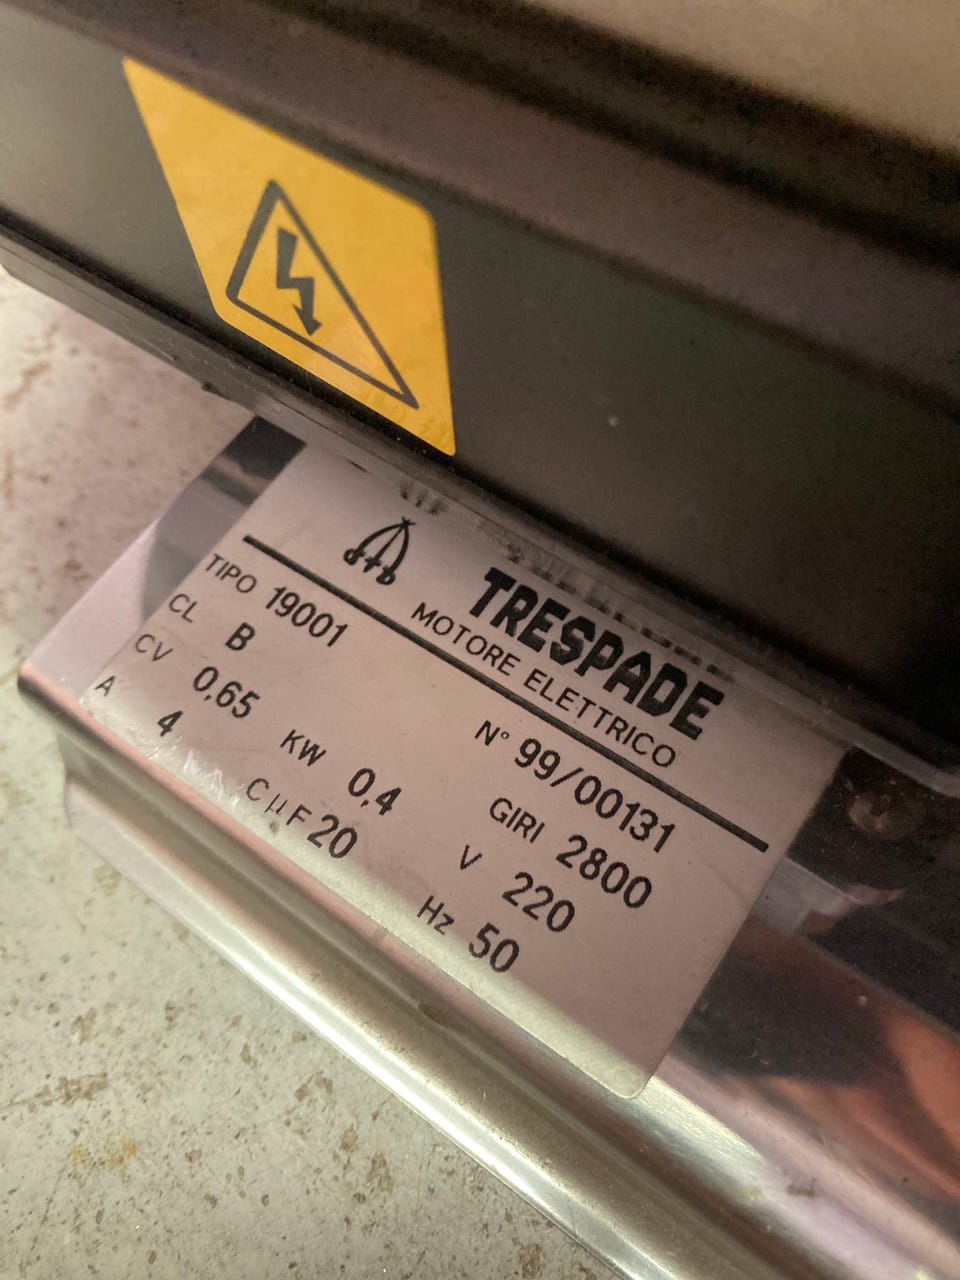 TRESPADE
MOTORE ELETTRICO
TIPO 19001 N° 99/00131
CL B GIRI 2800
CV 0,65 KW 0,4 V 220
A 4 CµF 20 Hz 50